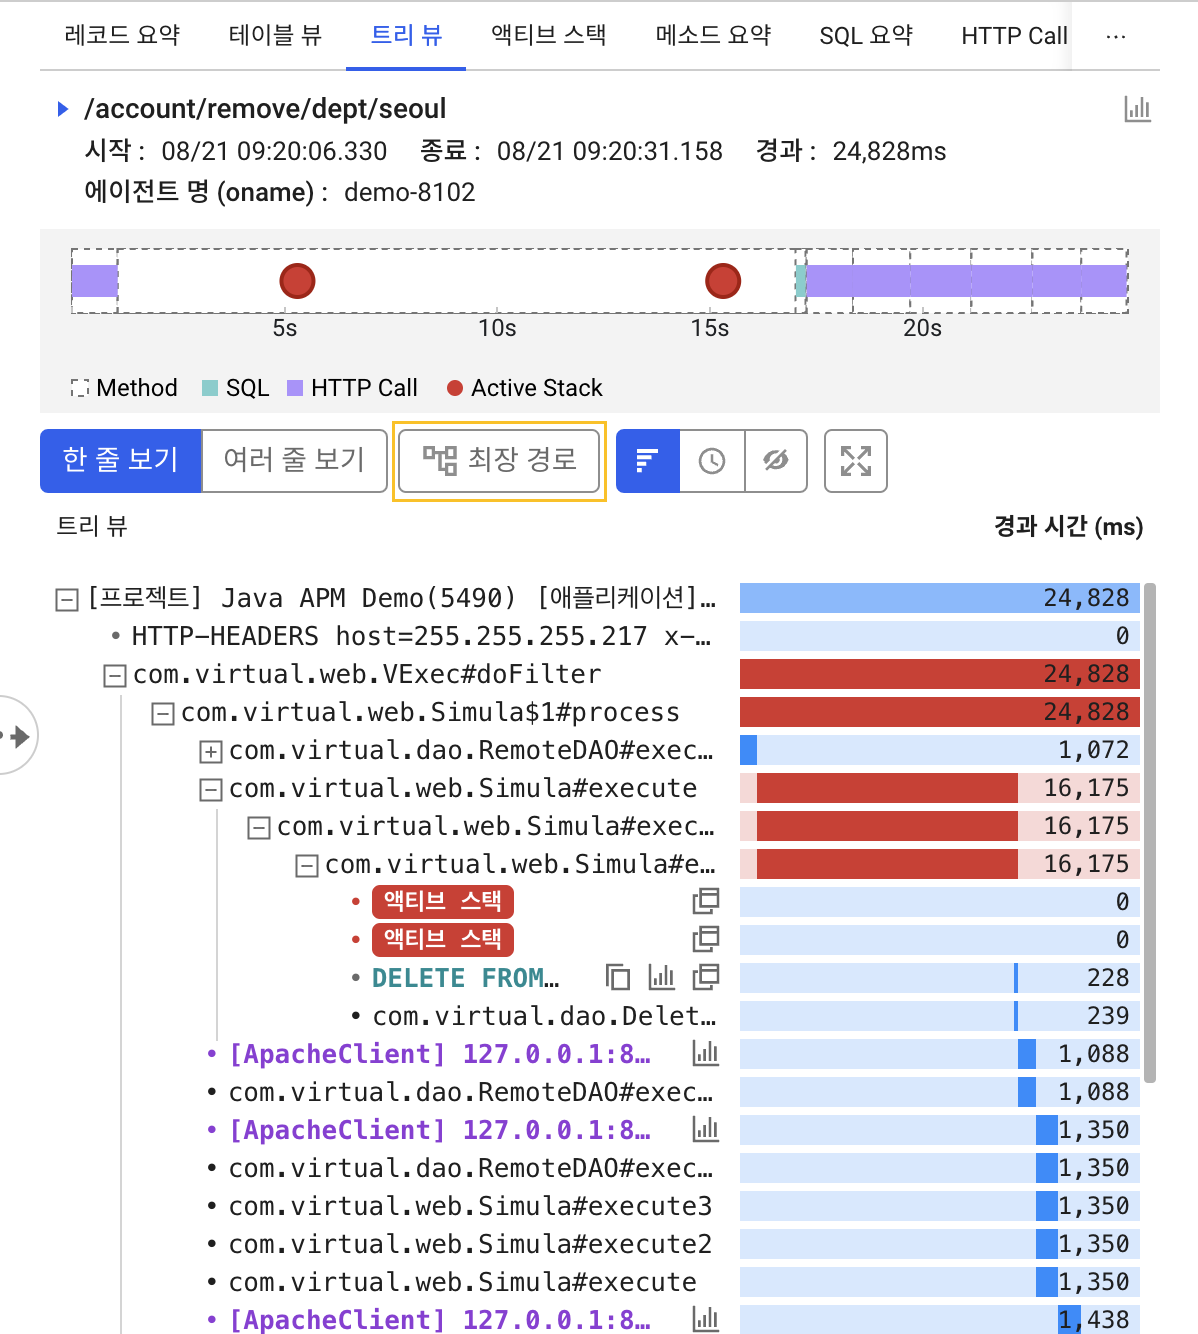 레코드 요약 테이블 뷰 트리 뷰 액티브 스택 메소드 요약 SQL 요약 HTTP Call ...
/account/remove/dept/seoul
시작 : 08/21 09:20:06.330 종료 : 08/21 09:20:31.158 경과 : 24,828ms
에이전트 명 (oname) : demo-8102
5s 10s 15s 20s
Method SQL HTTP Call Active Stack
한 줄 보기 여러 줄 보기 최장 경로
트리 뷰 경과 시간 (ms)
[프로젝트] Java APM Demo(5490) [애플리케이션]… 24,828
HTTP-HEADERS host=255.255.255.217 x-… 0
com.virtual.web.VExec#doFilter 24,828
com.virtual.web.Simula$1#process 24,828
com.virtual.dao.RemoteDAO#exec… 1,072
com.virtual.web.Simula#execute 16,175
com.virtual.web.Simula#exec… 16,175
com.virtual.web.Simula#e… 16,175
액티브 스택 0
액티브 스택 0
DELETE FROM… 228
com.virtual.dao.Delet… 239
[ApacheClient] 127.0.0.1:8… 1,088
com.virtual.dao.RemoteDAO#exec… 1,088
[ApacheClient] 127.0.0.1:8… 1,350
com.virtual.dao.RemoteDAO#exec… 1,350
com.virtual.web.Simula#execute3 1,350
com.virtual.web.Simula#execute2 1,350
com.virtual.web.Simula#execute 1,350
[ApacheClient] 127.0.0.1:8… 1,438